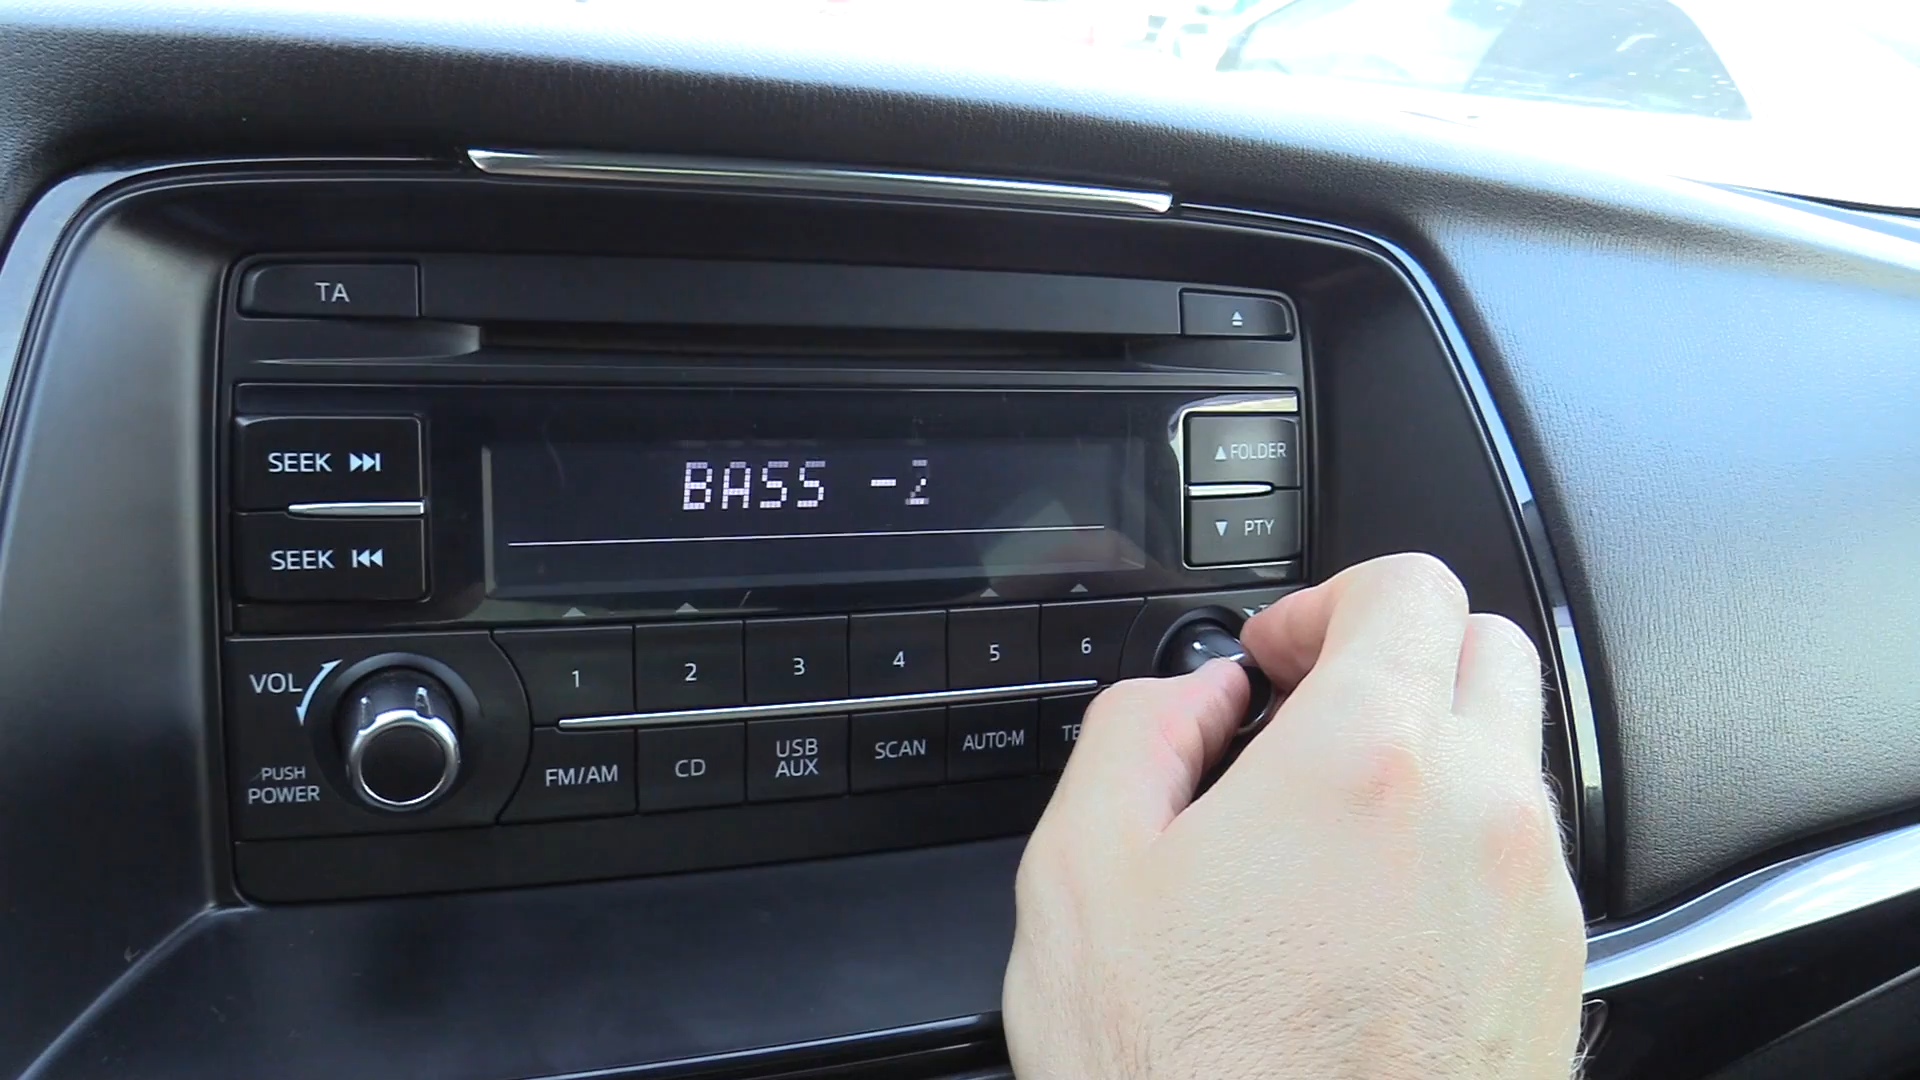 TA
SEEK
SEEK
BASS -2
▲ FOLDER
▼ PTY
VOL
PUSH
POWER
1
2
3
4
5
6
FM/AM
CD
USB
AUX
SCAN
AUTO-M